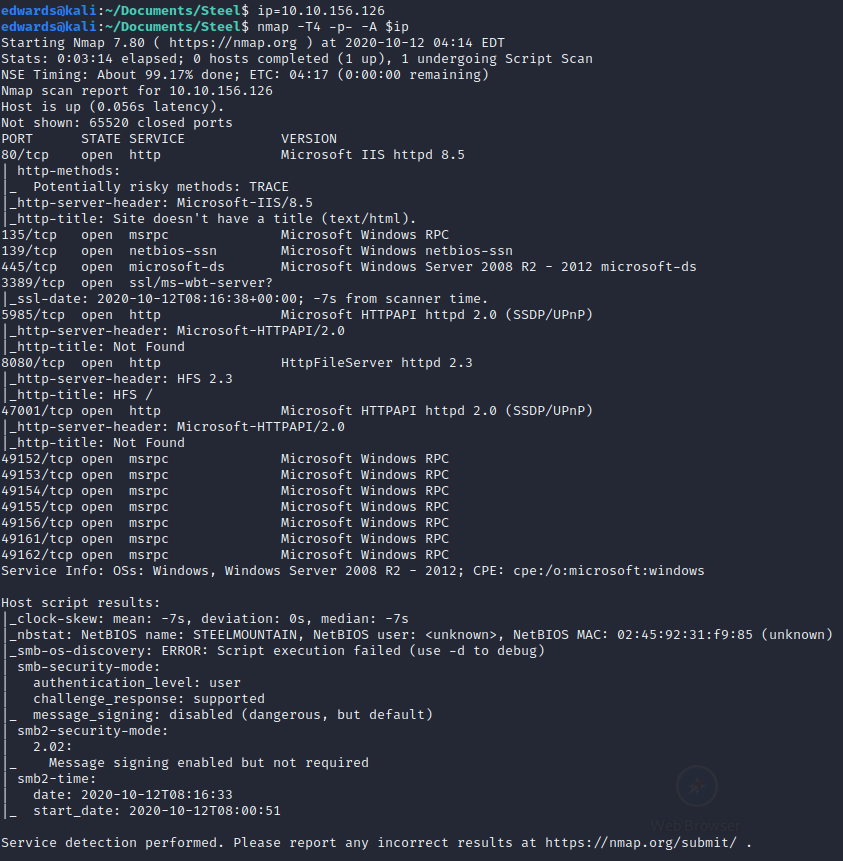 edwards@kali:~/Documents/Steel$ ip=10.10.156.126
edwards@kali:~/Documents/Steel$ nmap -T4 -p- -A $ip
Starting Nmap 7.80 ( https://nmap.org ) at 2020-10-12 04:14 EDT
Stats: 0:03:14 elapsed; 0 hosts completed (1 up), 1 undergoing Script Scan
NSE Timing: About 99.17% done; ETC: 04:17 (0:00:00 remaining)
Nmap scan report for 10.10.156.126
Host is up (0.056s latency).
Not shown: 65520 closed ports
PORT      STATE SERVICE            VERSION
80/tcp    open  http               Microsoft IIS httpd 8.5
| http-methods:
|_  Potentially risky methods: TRACE
|_http-server-header: Microsoft-IIS/8.5
|_http-title: Site doesn't have a title (text/html).
135/tcp   open  msrpc              Microsoft Windows RPC
139/tcp   open  netbios-ssn        Microsoft Windows netbios-ssn
445/tcp   open  microsoft-ds       Microsoft Windows Server 2008 R2 - 2012 microsoft-ds
3389/tcp  open  ssl/ms-wbt-server?
|_ssl-date: 2020-10-12T08:16:38+00:00; -7s from scanner time.
5985/tcp  open  http               Microsoft HTTPAPI httpd 2.0 (SSDP/UPnP)
|_http-server-header: Microsoft-HTTPAPI/2.0
|_http-title: Not Found
8080/tcp  open  http               HttpFileServer httpd 2.3
|_http-server-header: HFS 2.3
|_http-title: HFS /
47001/tcp open  http               Microsoft HTTPAPI httpd 2.0 (SSDP/UPnP)
|_http-server-header: Microsoft-HTTPAPI/2.0
|_http-title: Not Found
49152/tcp open  msrpc              Microsoft Windows RPC
49153/tcp open  msrpc              Microsoft Windows RPC
49154/tcp open  msrpc              Microsoft Windows RPC
49155/tcp open  msrpc              Microsoft Windows RPC
49156/tcp open  msrpc              Microsoft Windows RPC
49161/tcp open  msrpc              Microsoft Windows RPC
49162/tcp open  msrpc              Microsoft Windows RPC
Service Info: OSs: Windows, Windows Server 2008 R2 - 2012; CPE: cpe:/o:microsoft:windows

Host script results:
|_clock-skew: mean: -7s, deviation: 0s, median: -7s
|_nbstat: NetBIOS name: STEELMOUNTAIN, NetBIOS user: <unknown>, NetBIOS MAC: 02:45:92:31:f9:85 (unknown)
|_smb-os-discovery: ERROR: Script execution failed (use -d to debug)
| smb-security-mode:
|   authentication_level: user
|   challenge_response: supported
|_  message_signing: disabled (dangerous, but default)
| smb2-security-mode:
|   2.02:
|_    Message signing enabled but not required
| smb2-time:
|   date: 2020-10-12T08:16:33
|_  start_date: 2020-10-12T08:00:51

Web Browser
Service detection performed. Please report any incorrect results at https://nmap.org/submit/ .